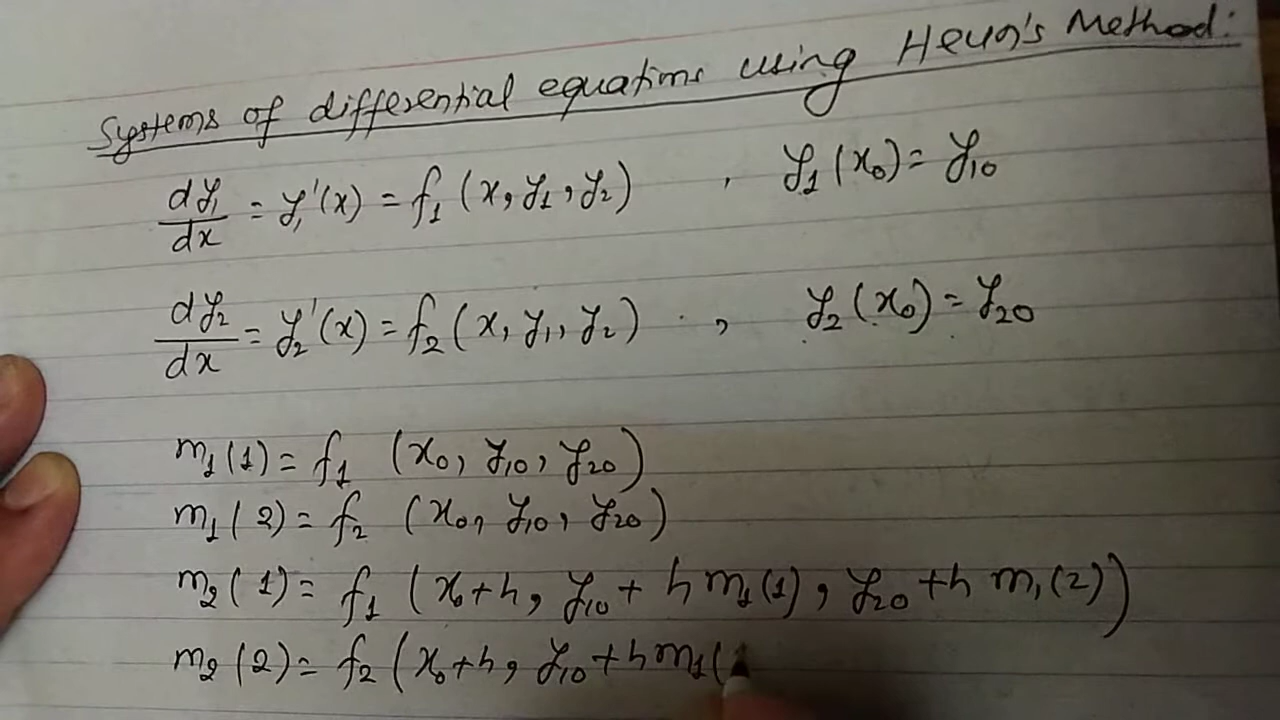 Systems of differential equations using Heun's Method:
dy₁/dx = y₁'(x) = f₁ (x, y₁, y₂) , y₁(x₀) = y₁₀
dy₂/dx = y₂'(x) = f₂ (x, y₁, y₂) , y₂(x₀) = y₂₀
m₁(1) = f₁ (x₀, y₁₀, y₂₀)
m₁(2) = f₂ (x₀, y₁₀, y₂₀)
m₂(1) = f₁ (x₀+h, y₁₀ + h m₁(1), y₂₀ + h m₁(2))
m₂(2) = f₂ (x₀+h, y₁₀ + h m₁(